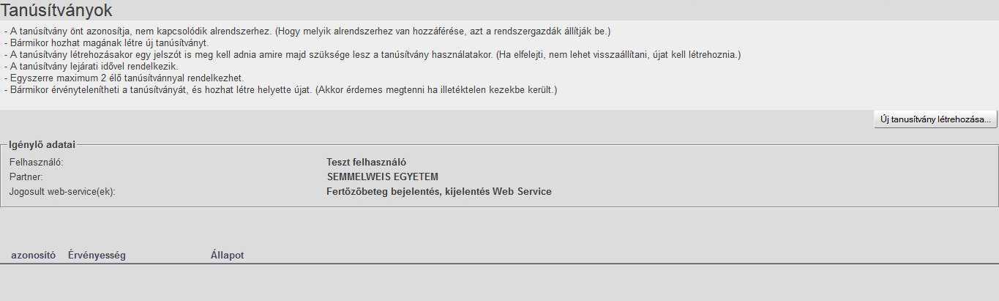 Tanúsítványok
- A tanúsítvány önt azonosítja, nem kapcsolódik alrendszerhez. (Hogy melyik alrendszerhez van hozzáférése, azt a rendszergazdák állítják be.)
- Bármikor hozhat magának létre új tanúsítványt.
- A tanúsítvány létrehozásakor egy jelszót is meg kell adnia amire majd szüksége lesz a tanúsítvány használatakor. (Ha elfelejti, nem lehet visszaállítani, újat kell létrehoznia.)
- A tanúsítvány lejárati idővel rendelkezik.
- Egyszerre maximum 2 élő tanúsítvánnyal rendelkezhet.
- Bármikor érvénytelenítheti a tanúsítványát, és hozhat létre helyette újat. (Akkor érdemes megtenni ha illetéktelen kezekbe került.)
Új tanusítvány létrehozása...
Igénylő adatai
Felhasználó: Teszt felhasználó
Partner: SEMMELWEIS EGYETEM
Jogosult web-service(ek): Fertőzőbeteg bejelentés, kijelentés Web Service
azonosító Érvényesség Állapot